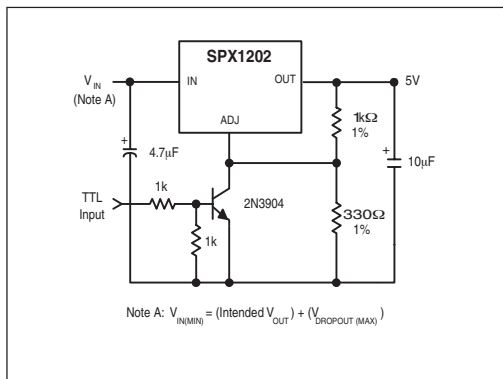 SPX1202
V_IN
(Note A)
IN
OUT
5V
ADJ
1kΩ
1%
+
4.7µF
+
10µF
TTL
Input
1k
2N3904
330Ω
1%
1k
Note A: V_IN(MIN) = (Intended V_OUT) + (V_DROPOUT (MAX))